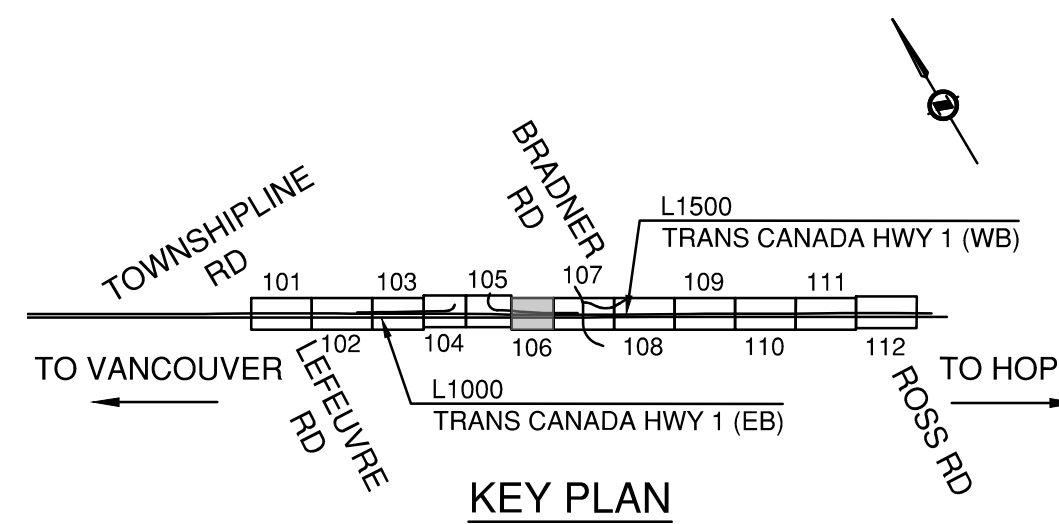 TOWNSHIPLINE
RD
BRADNER
RD
L1500
TRANS CANADA HWY 1 (WB)
101
103
105
107
109
111
102
104
106
108
110
112
TO VANCOUVER
LEFEUVRE
RD
L1000
TRANS CANADA HWY 1 (EB)
ROSS RD
TO HOP
KEY PLAN